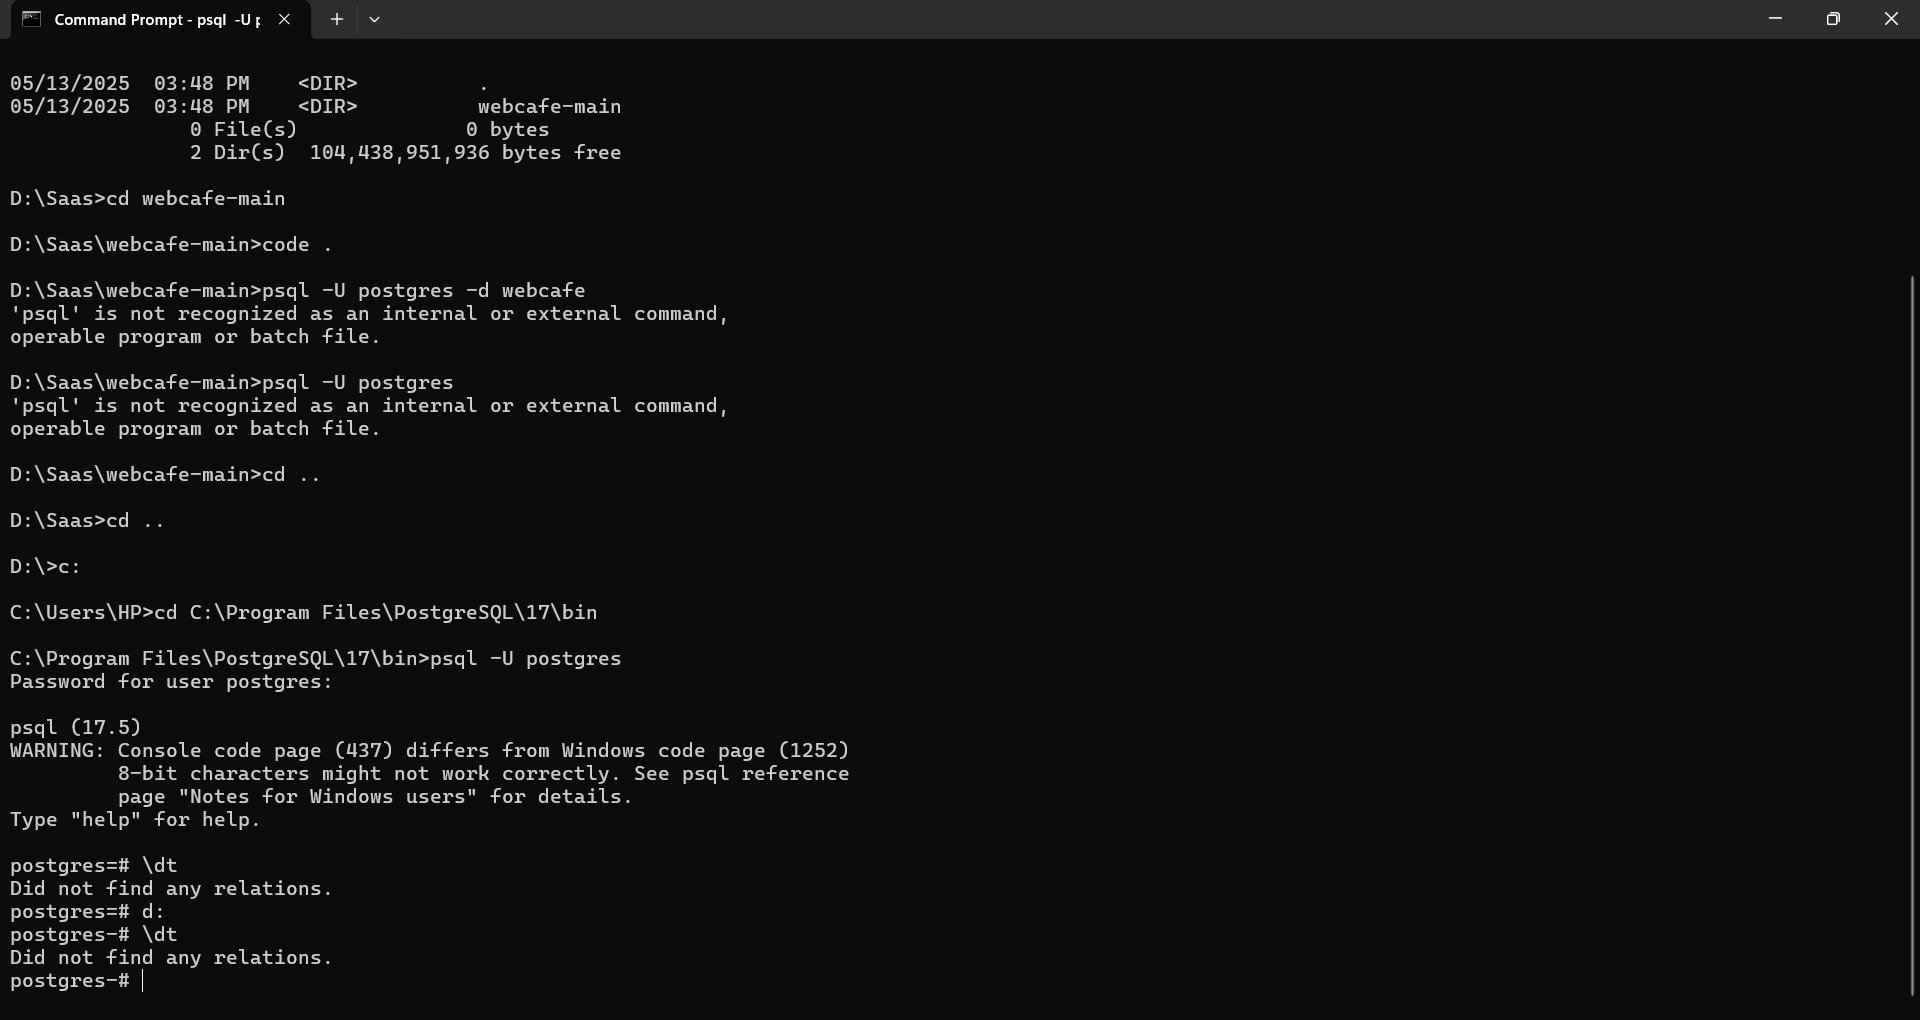 Command Prompt - psql -U p
05/13/2025  03:48 PM    <DIR>          .
05/13/2025  03:48 PM    <DIR>          webcafe-main
               0 File(s)              0 bytes
               2 Dir(s)  104,438,951,936 bytes free
D:\Saas>cd webcafe-main
D:\Saas\webcafe-main>code .
D:\Saas\webcafe-main>psql -U postgres -d webcafe
'psql' is not recognized as an internal or external command,
operable program or batch file.
D:\Saas\webcafe-main>psql -U postgres
'psql' is not recognized as an internal or external command,
operable program or batch file.
D:\Saas\webcafe-main>cd ..
D:\Saas>cd ..
D:\>c:
C:\Users\HP>cd C:\Program Files\PostgreSQL\17\bin
C:\Program Files\PostgreSQL\17\bin>psql -U postgres
Password for user postgres:
psql (17.5)
WARNING: Console code page (437) differs from Windows code page (1252)
         8-bit characters might not work correctly. See psql reference
         page "Notes for Windows users" for details.
Type "help" for help.
postgres=# \dt
Did not find any relations.
postgres=# d:
postgres-# \dt
Did not find any relations.
postgres-#